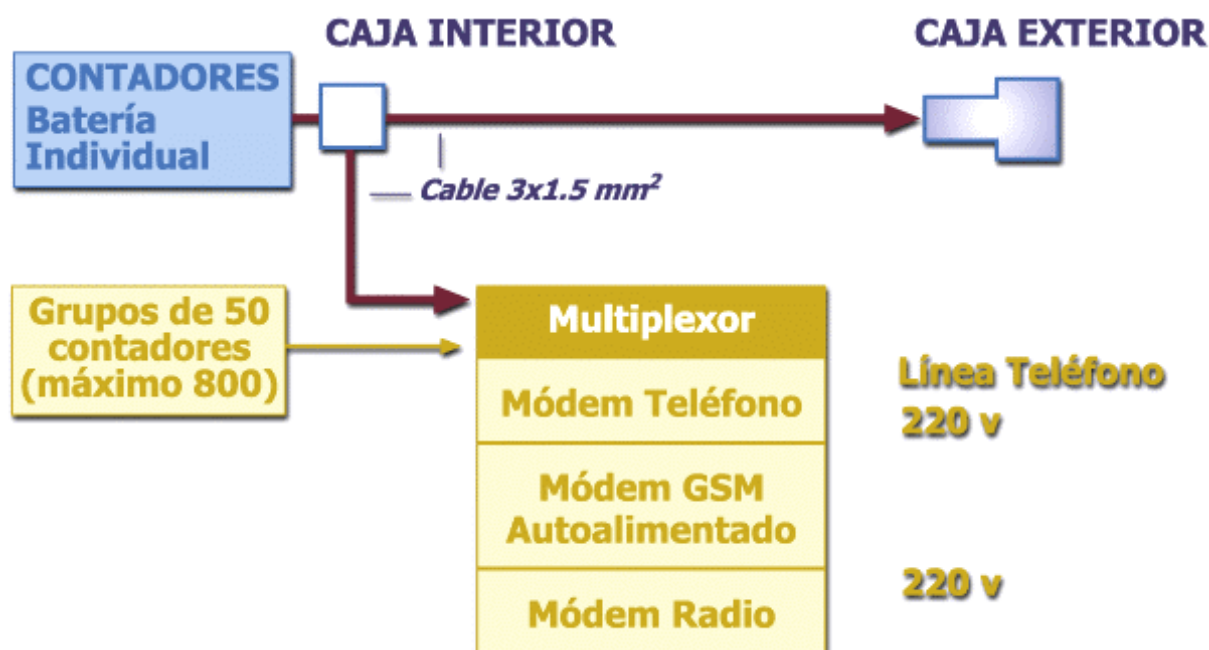 CAJA INTERIOR
CAJA EXTERIOR
CONTADORES
Batería
Individual
Cable 3x1.5 mm²
Grupos de 50
contadores
(máximo 800)
Multiplexor
Módem Teléfono
Línea Teléfono
220 v
Módem GSM
Autoalimentado
Módem Radio
220 v